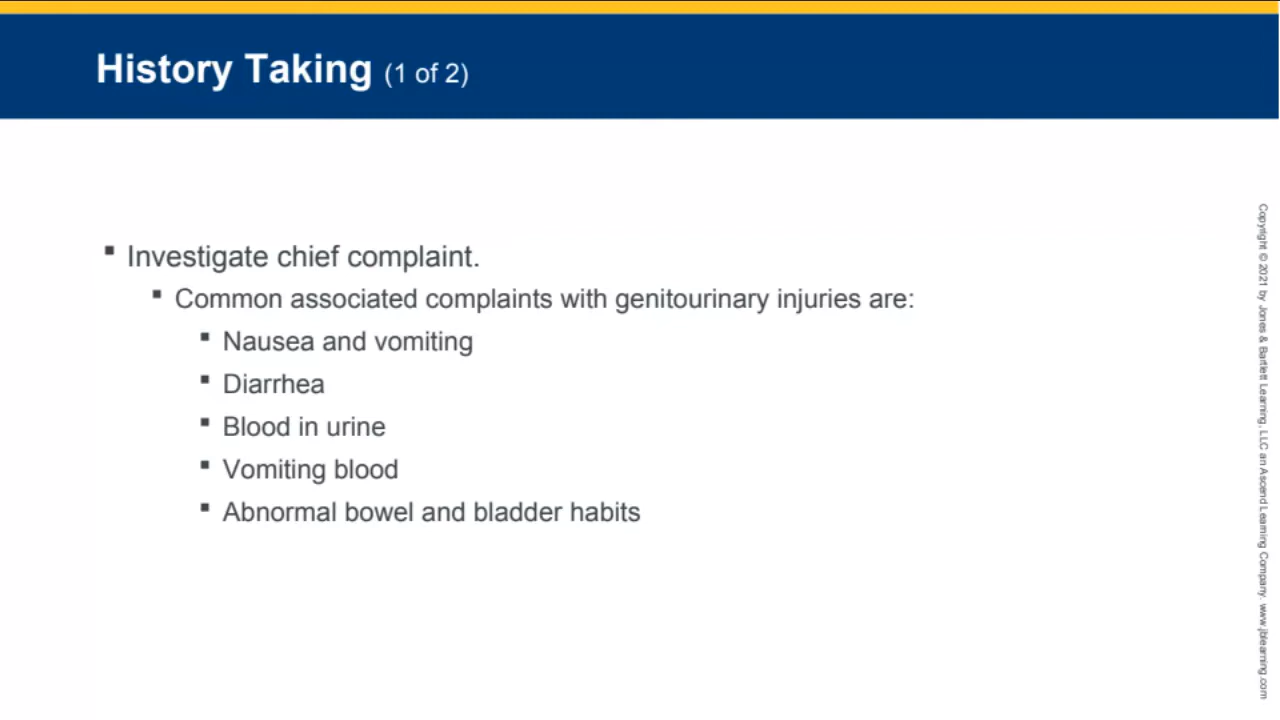 History Taking (1 of 2)
▪ Investigate chief complaint.
▪ Common associated complaints with genitourinary injuries are:
▪ Nausea and vomiting
▪ Diarrhea
▪ Blood in urine
▪ Vomiting blood
▪ Abnormal bowel and bladder habits
Copyright © 2021 by Jones & Bartlett Learning, LLC an Ascend Learning Company. www.jblearning.com